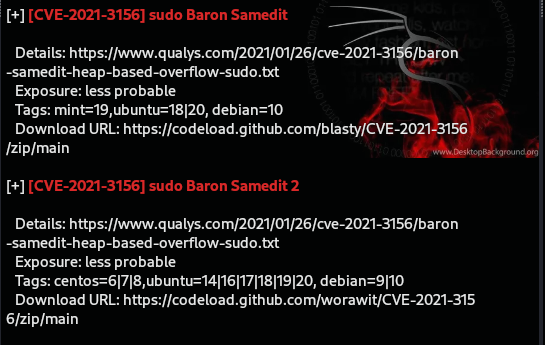 [+] [CVE-2021-3156] sudo Baron Samedit
Details: https://www.qualys.com/2021/01/26/cve-2021-3156/baron
-samedit-heap-based-overflow-sudo.txt
Exposure: less probable
Tags: mint=19,ubuntu=18|20, debian=10
Download URL: https://codeload.github.com/blasty/CVE-2021-3156
/zip/main
www.DesktopBackground.org
[+] [CVE-2021-3156] sudo Baron Samedit 2
Details: https://www.qualys.com/2021/01/26/cve-2021-3156/baron
-samedit-heap-based-overflow-sudo.txt
Exposure: less probable
Tags: centos=6|7|8,ubuntu=14|16|17|18|19|20, debian=9|10
Download URL: https://codeload.github.com/worawit/CVE-2021-315
6/zip/main